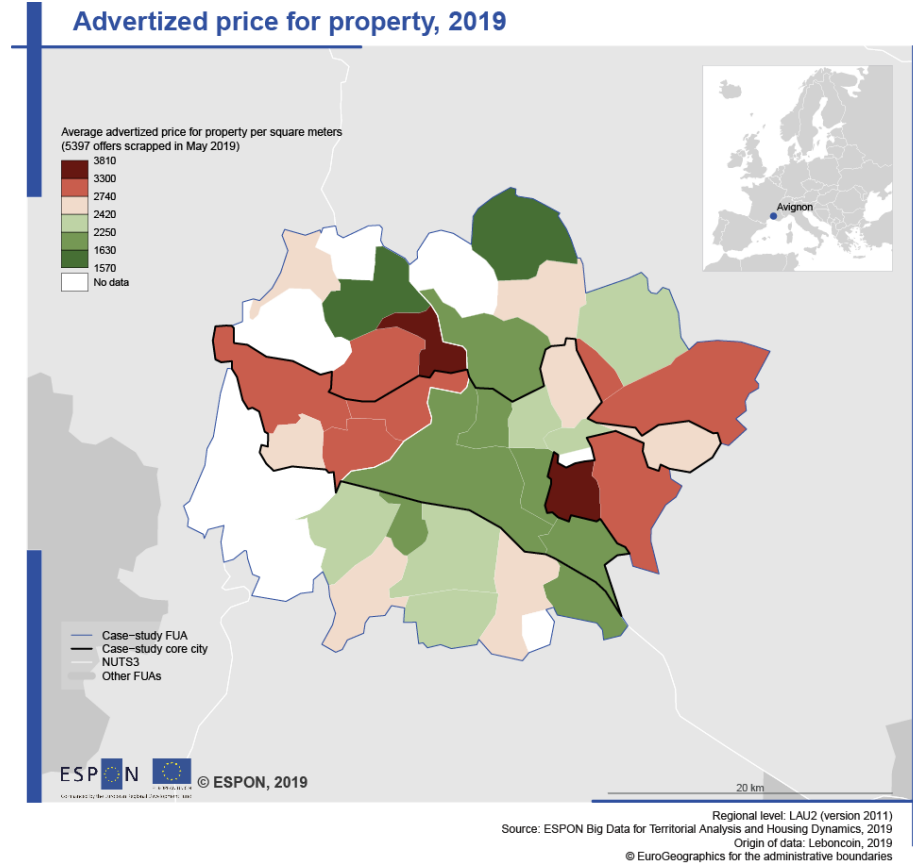 Advertized price for property, 2019
Average advertized price for property per square meters
(5397 offers scrapped in May 2019)
3810
3300
2740
2420
2250
1630
1570
No data
Avignon
Case-study FUA
Case-study core city
NUTS3
Other FUAs
ESPON
© ESPON, 2019
20 km
Regional level: LAU2 (version 2011)
Source: ESPON Big Data for Territorial Analysis and Housing Dynamics, 2019
Origin of data: Leboncoin, 2019
© EuroGeographics for the administrative boundaries